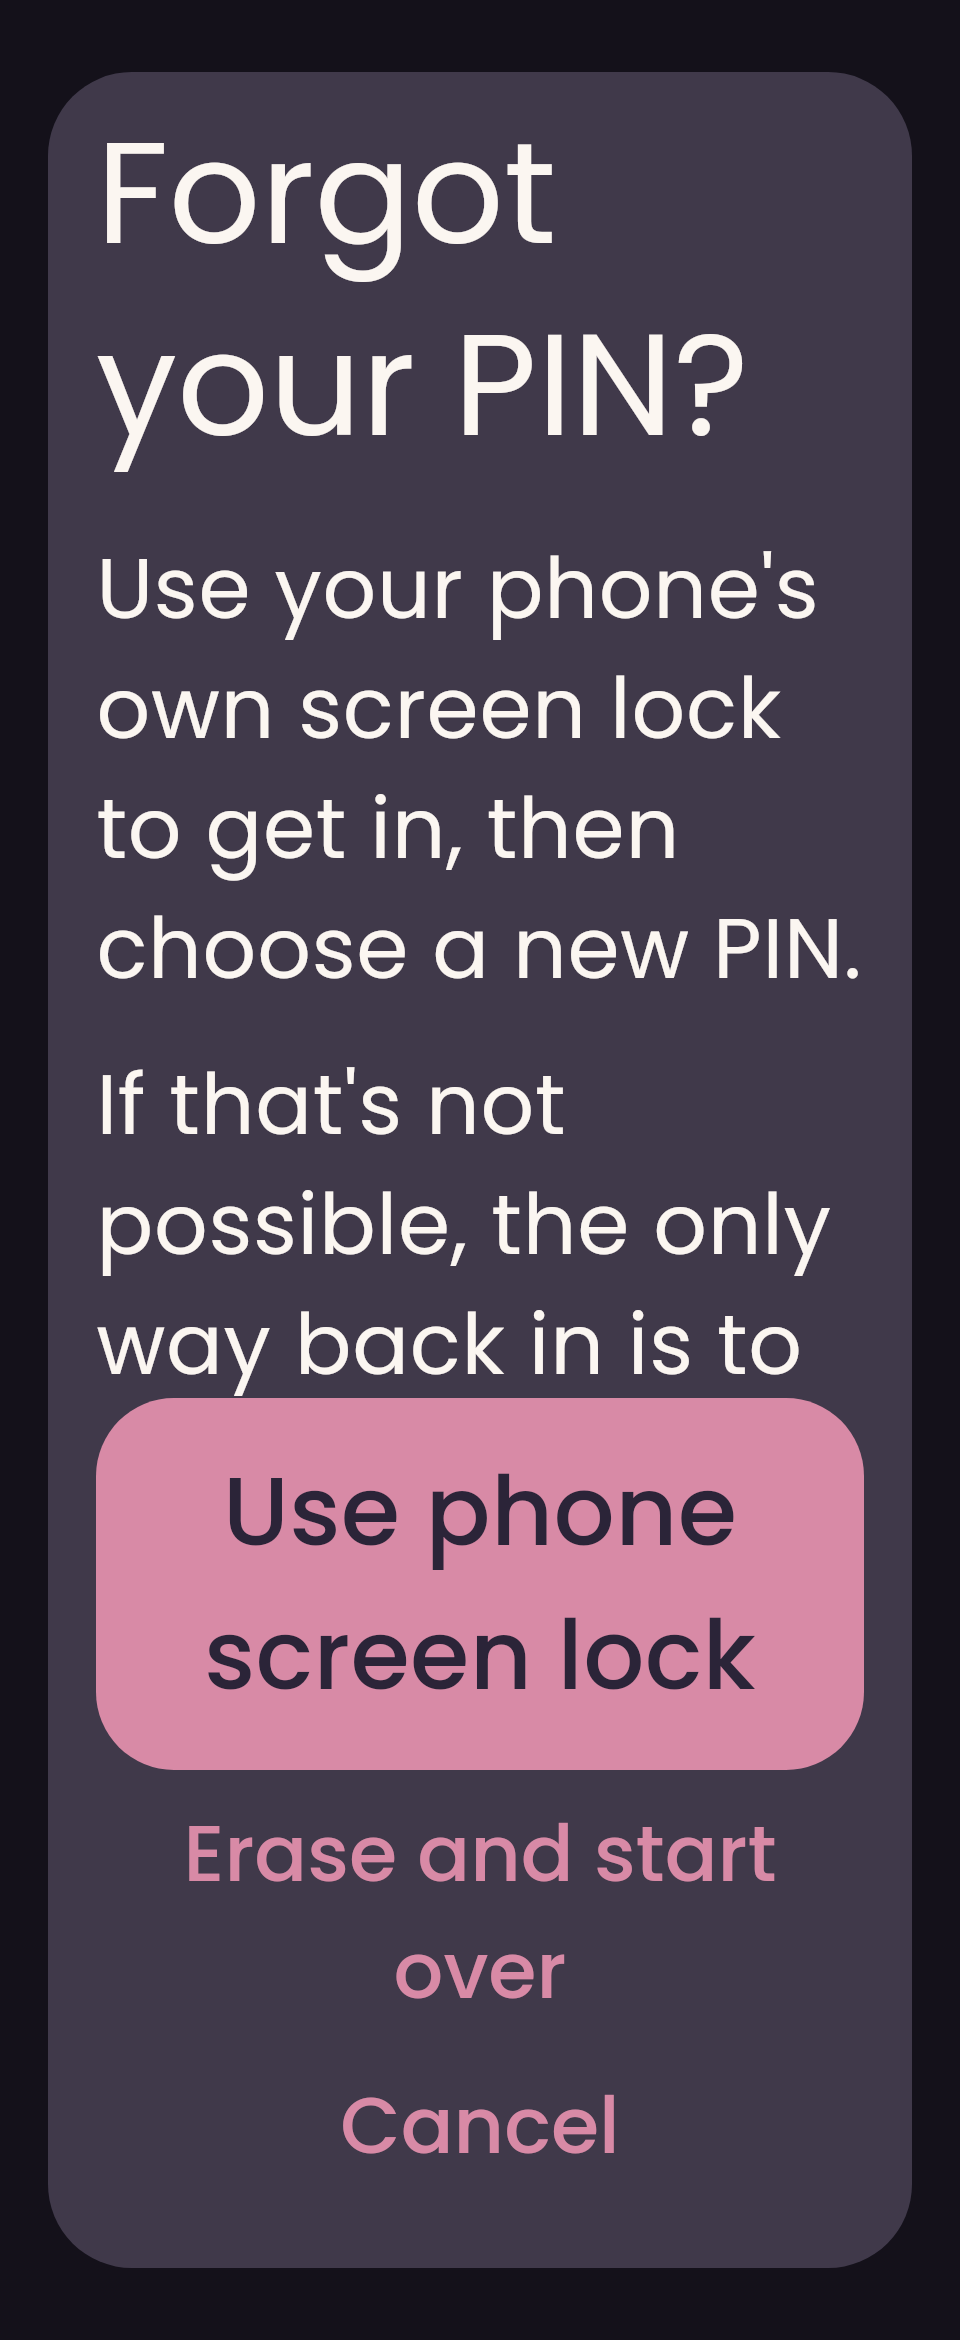 Forgot
your PIN?
Use your phone's
own screen lock
to get in, then
choose a new PIN.
If that's not
possible, the only
way back in is to
Use phone
screen lock
Erase and start
over
Cancel